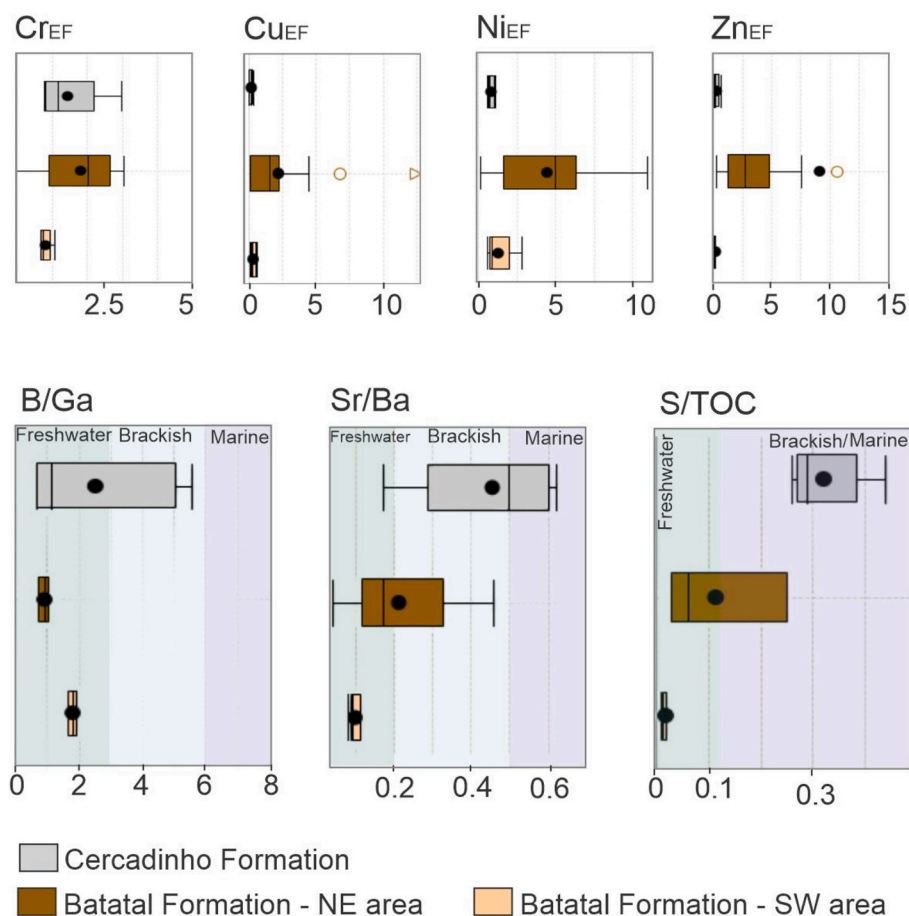 CrEF CuEF NiEF ZnEF
2.5 5 0 5 10 0 5 10 0 5 10 15
B/Ga Sr/Ba S/TOC
Freshwater Brackish Marine Freshwater Brackish Marine Freshwater Brackish/Marine
0 2 4 6 8 0.2 0.4 0.6 0 0.1 0.3
Cercadinho Formation
Batatal Formation - NE area Batatal Formation - SW area